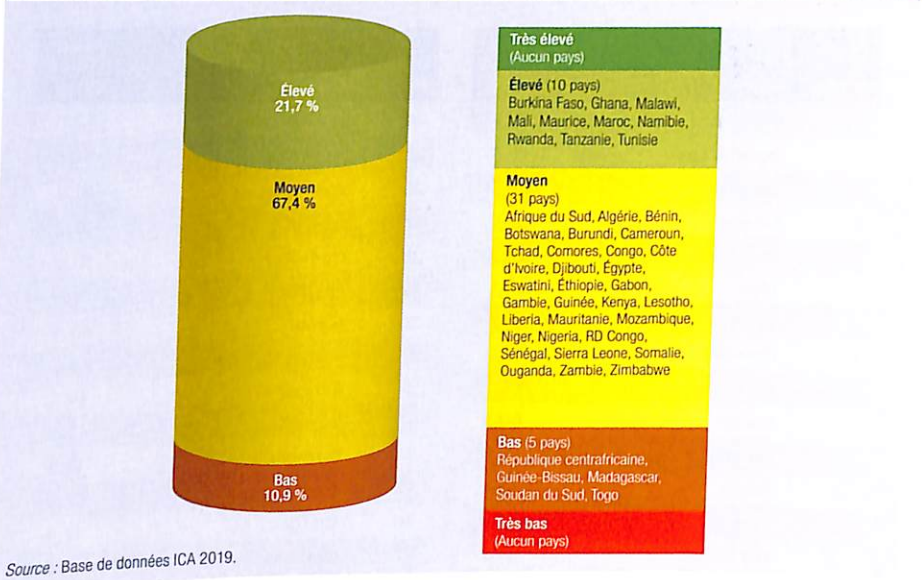 Élevé
21,7 %
Moyen
67,4 %
Bas
10,9 %
Très élevé
(Aucun pays)
Élevé (10 pays)
Burkina Faso, Ghana, Malawi,
Mali, Maurice, Maroc, Namibie,
Rwanda, Tanzanie, Tunisie
Moyen
(31 pays)
Afrique du Sud, Algérie, Bénin,
Botswana, Burundi, Cameroun,
Tchad, Comores, Congo, Côte
d'Ivoire, Djibouti, Égypte,
Eswatini, Éthiopie, Gabon,
Gambie, Guinée, Kenya, Lesotho,
Liberia, Mauritanie, Mozambique,
Niger, Nigeria, RD Congo,
Sénégal, Sierra Leone, Somalie,
Ouganda, Zambie, Zimbabwe
Bas (5 pays)
République centrafricaine,
Guinée-Bissau, Madagascar,
Soudan du Sud, Togo
Très bas
(Aucun pays)
Source : Base de données ICA 2019.